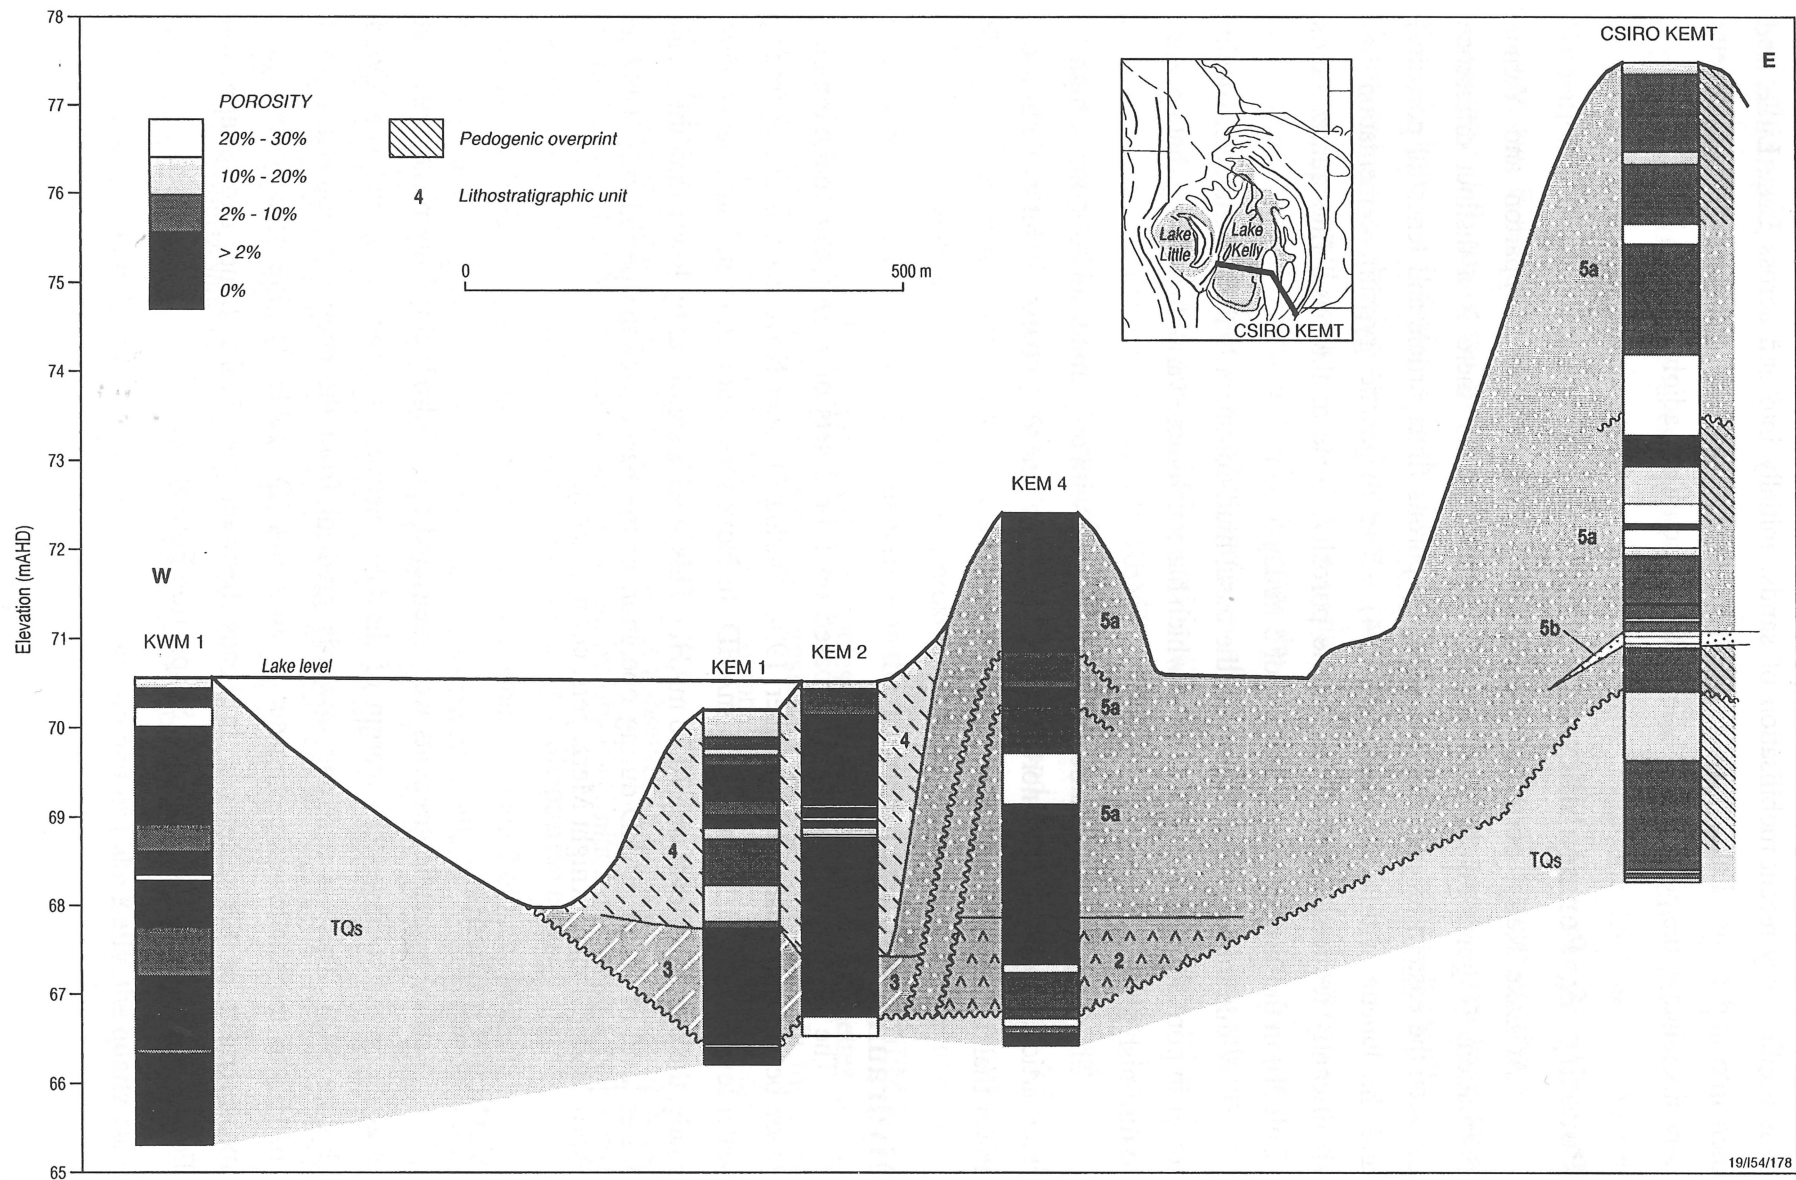 78
77
76
75
74
73
72
71
70
69
68
67
66
65
Elevation (mAHD)
POROSITY
20% - 30%
10% - 20%
2% - 10%
> 2%
0%
Pedogenic overprint
4 Lithostratigraphic unit
0 500 m
Lake Little
Lake Kelly
CSIRO KEMT
CSIRO KEMT
E
W
KWM 1
Lake level
KEM 1
KEM 2
KEM 4
5a
5a
5b
5a
5a
5a
4
4
3
3
2
TQs
TQs
19/I54/178